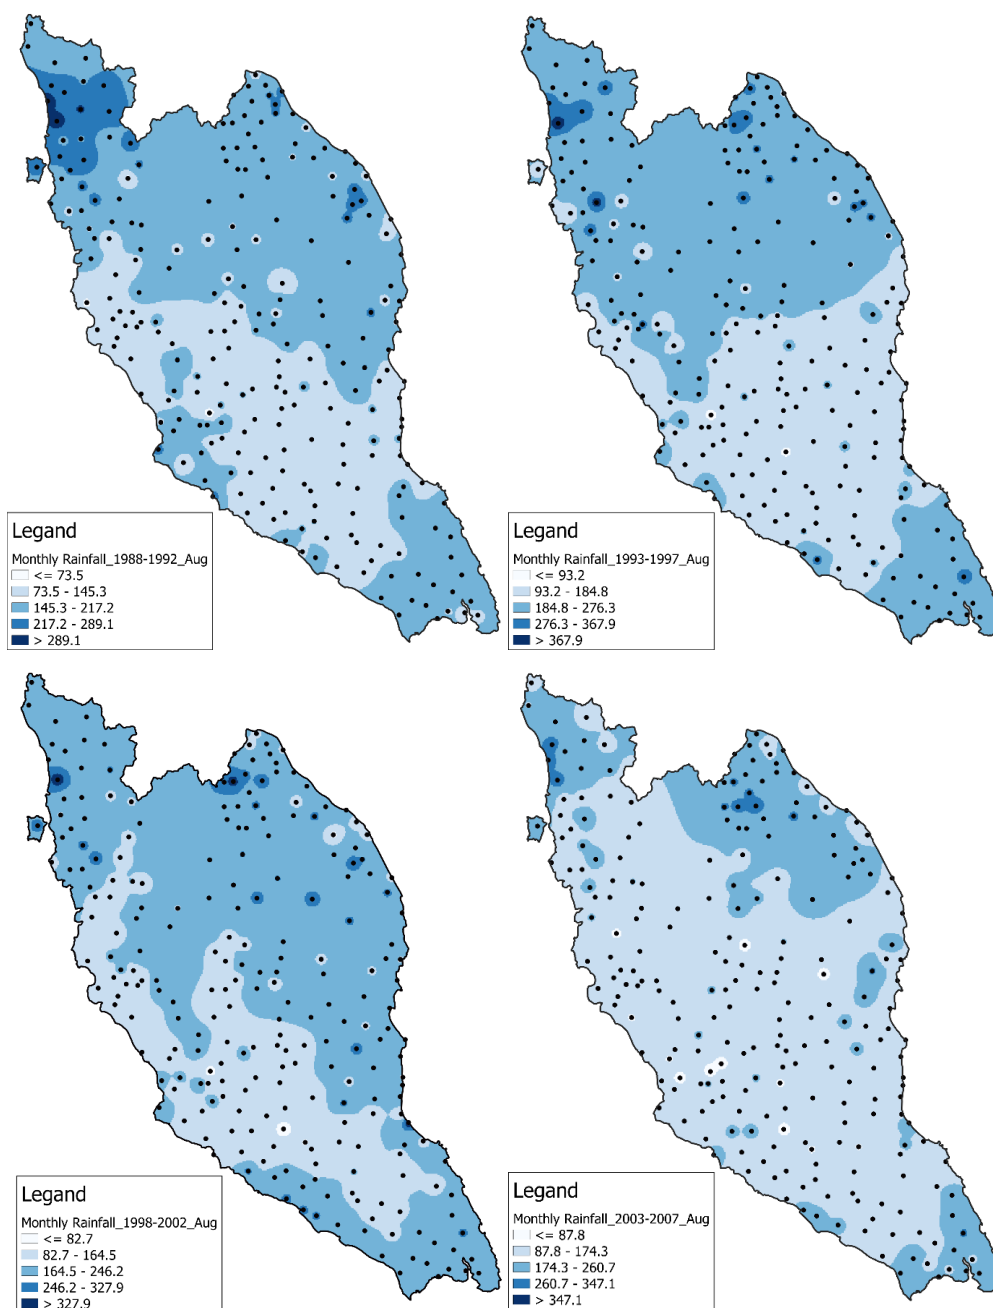 Legand
Monthly Rainfall_1988-1992_Aug
<= 73.5
73.5 - 145.3
145.3 - 217.2
217.2 - 289.1
> 289.1
Legand
Monthly Rainfall_1993-1997_Aug
<= 93.2
93.2 - 184.8
184.8 - 276.3
276.3 - 367.9
> 367.9
Legand
Monthly Rainfall_1998-2002_Aug
<= 82.7
82.7 - 164.5
164.5 - 246.2
246.2 - 327.9
> 327.9
Legand
Monthly Rainfall_2003-2007_Aug
<= 87.8
87.8 - 174.3
174.3 - 260.7
260.7 - 347.1
> 347.1